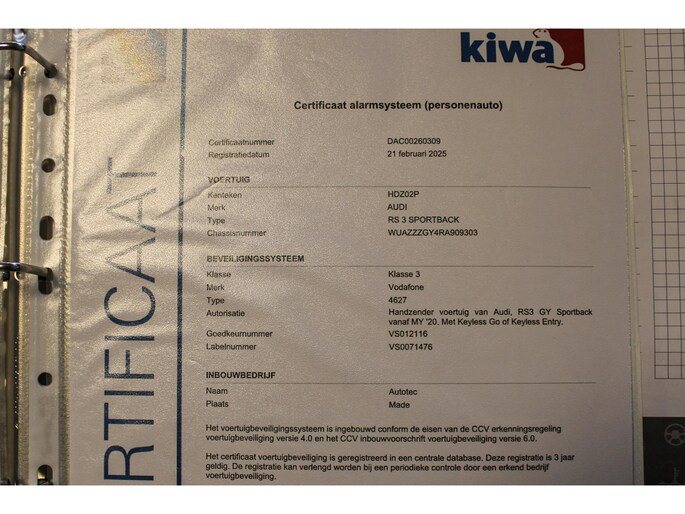 kiwa
Certificaat alarmsysteem (personenauto)
Certificaatnummer DAC00260309
Registratiedatum 21 februari 2025
VOERTUIG
Kenteken HDZ02P
Merk AUDI
Type RS 3 SPORTBACK
Chassisnummer WUAZZZGY4RA909303
BEVEILIGINGSSYSTEEM
Klasse Klasse 3
Merk Vodafone
Type 4627
Autorisatie Handzender voertuig van Audi, RS3 GY Sportback
vanaf MY '20. Met Keyless Go of Keyless Entry.
Goedkeurnummer VS012116
Labelnummer VS0071476
INBOUWBEDRIJF
Naam Autotec
Plaats Made
Het voertuigbeveiligingssysteem is ingebouwd conform de eisen van de CCV erkenningsregeling
voertuigbeveiliging versie 4.0 en het CCV inbouwvoorschrift voertuigbeveiliging versie 6.0.
Het certificaat voertuigbeveiliging is geregistreerd in een centrale database. Deze registratie is 3 jaar
geldig. De registratie kan verlengd worden bij een periodieke controle door een erkend bedrijf
voertuigbeveiliging.
RTIFICAAT